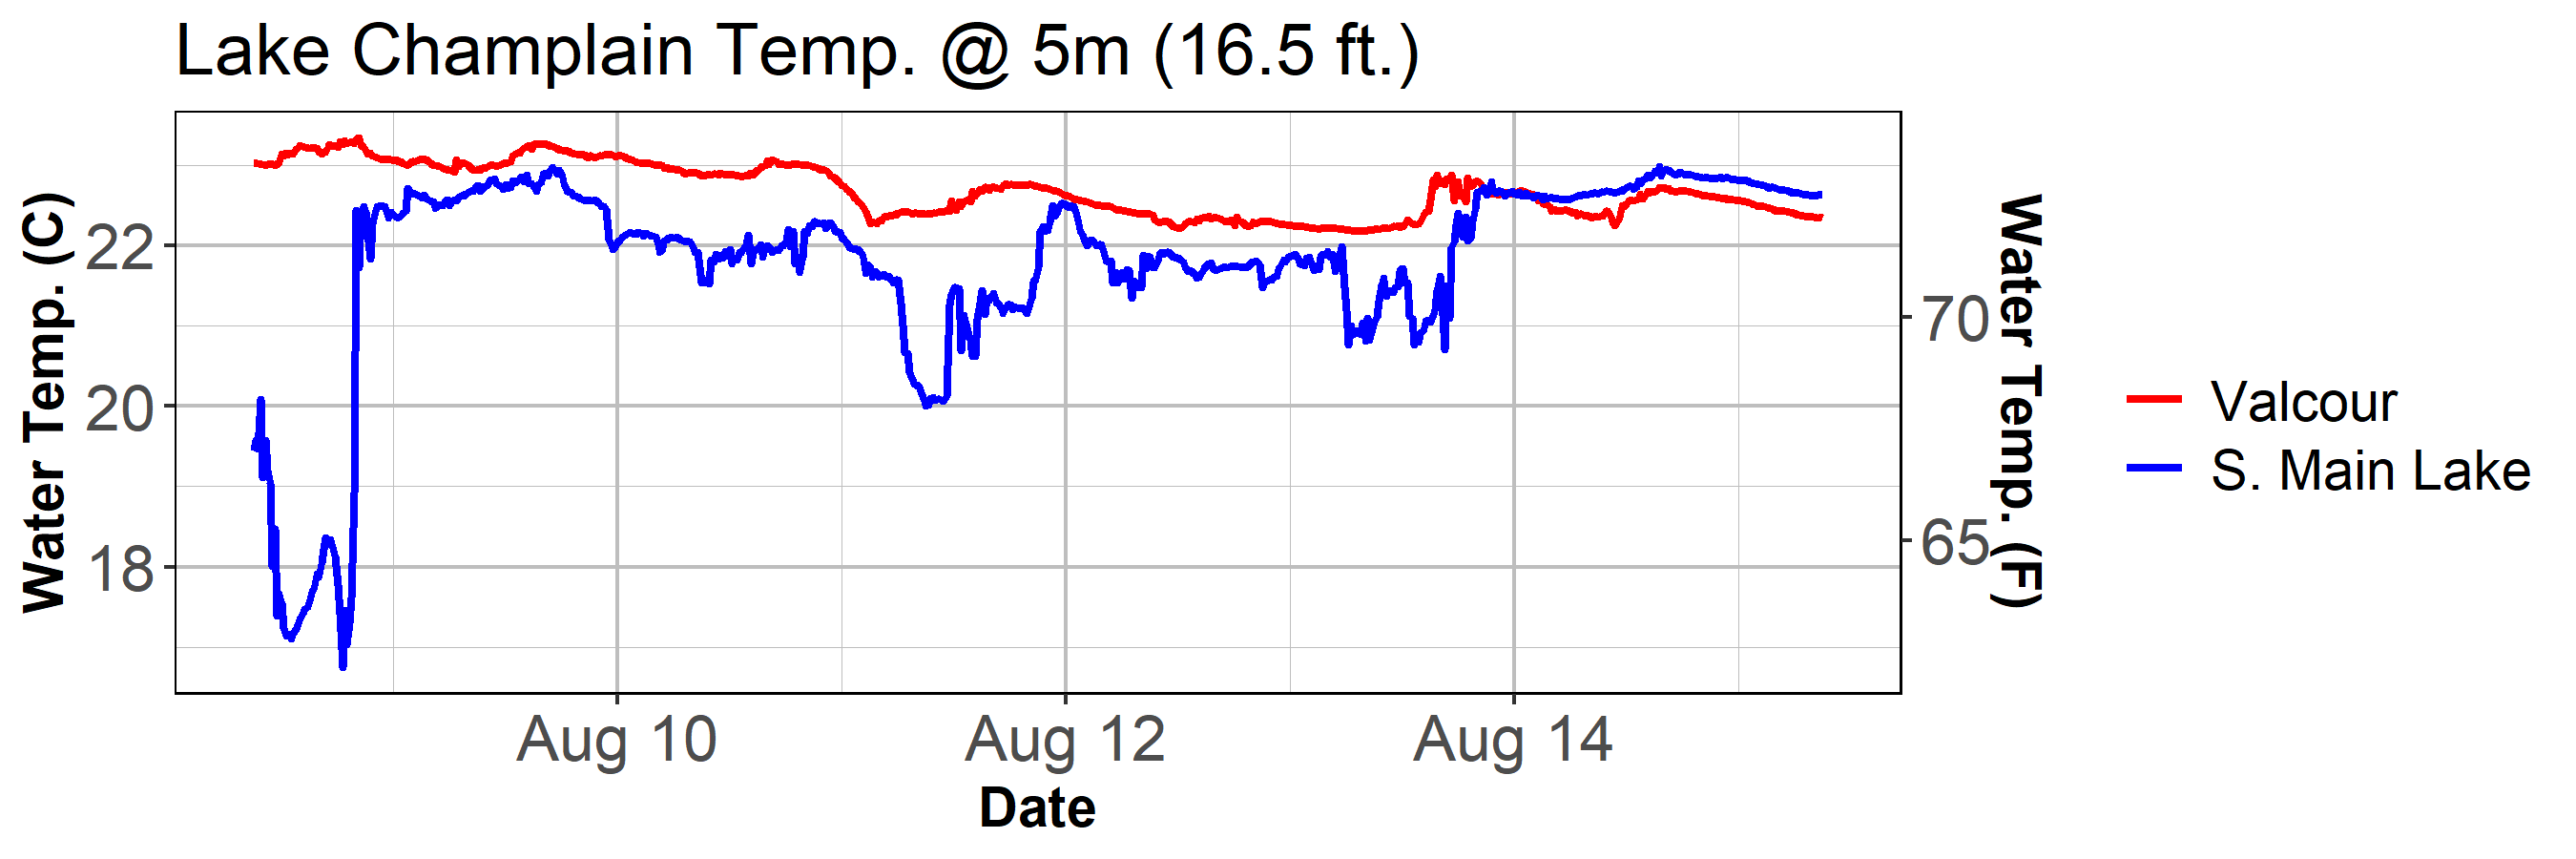 Lake Champlain Temp. @ 5m (16.5 ft.)
Water Temp. (C)
22
20
18
Aug 10
Aug 12
Aug 14
Date
70
65
Water Temp. (F)
Valcour
S. Main Lake